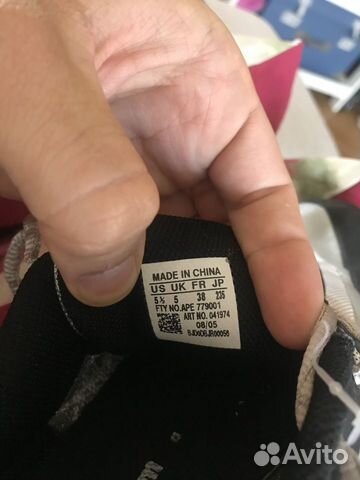 MADE IN CHINA
US UK FR JP
5½ 5 38 235
FTY NO.APE 779001
ART NO. 041974
08/05
Avito